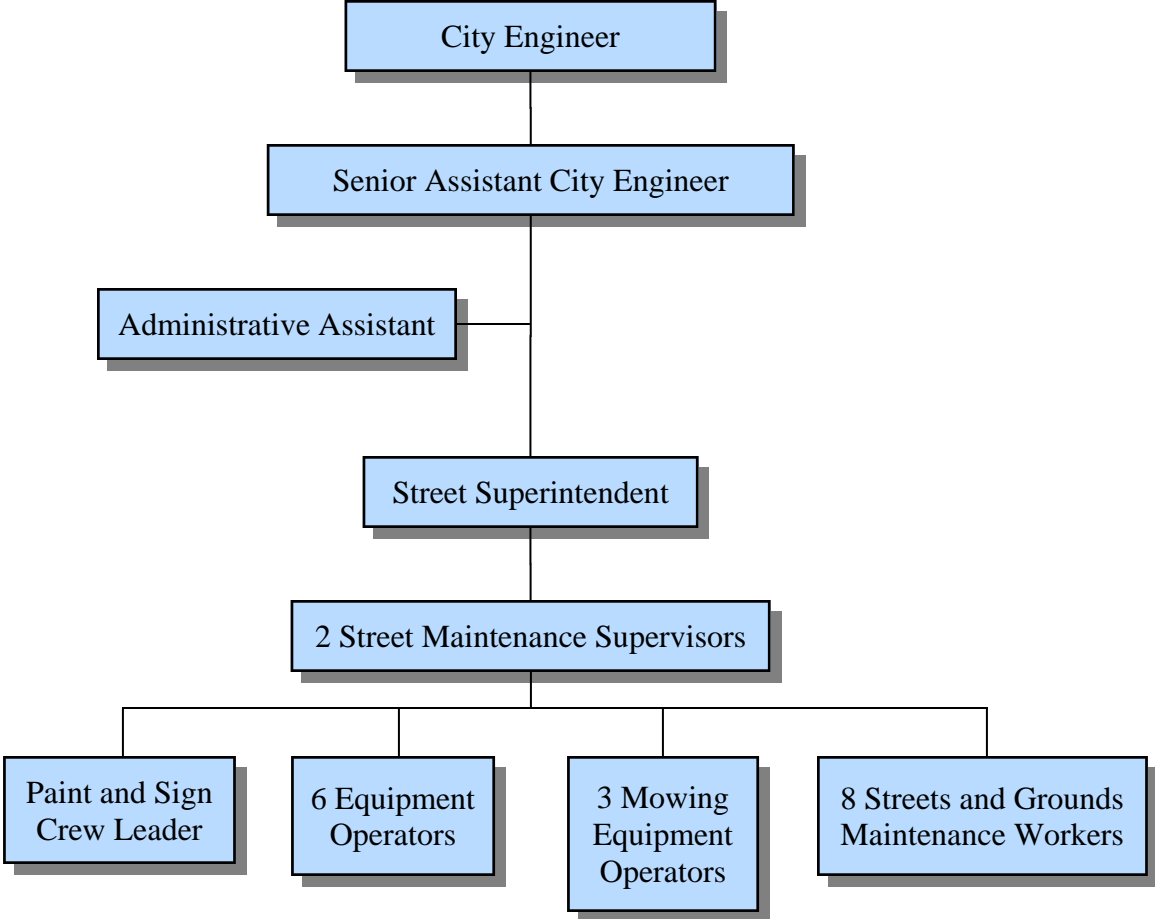 City Engineer
Senior Assistant City Engineer
Administrative Assistant
Street Superintendent
2 Street Maintenance Supervisors
Paint and Sign
Crew Leader
6 Equipment
Operators
3 Mowing
Equipment
Operators
8 Streets and Grounds
Maintenance Workers